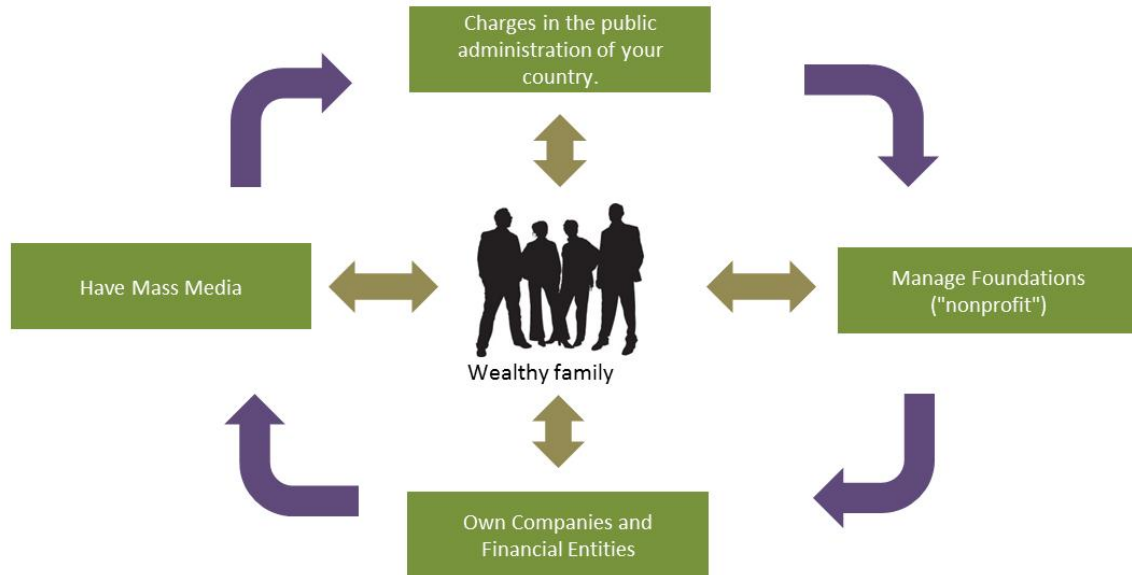 Charges in the public
administration of your
country.
Have Mass Media
Manage Foundations
("nonprofit")
Wealthy family
Own Companies and
Financial Entities